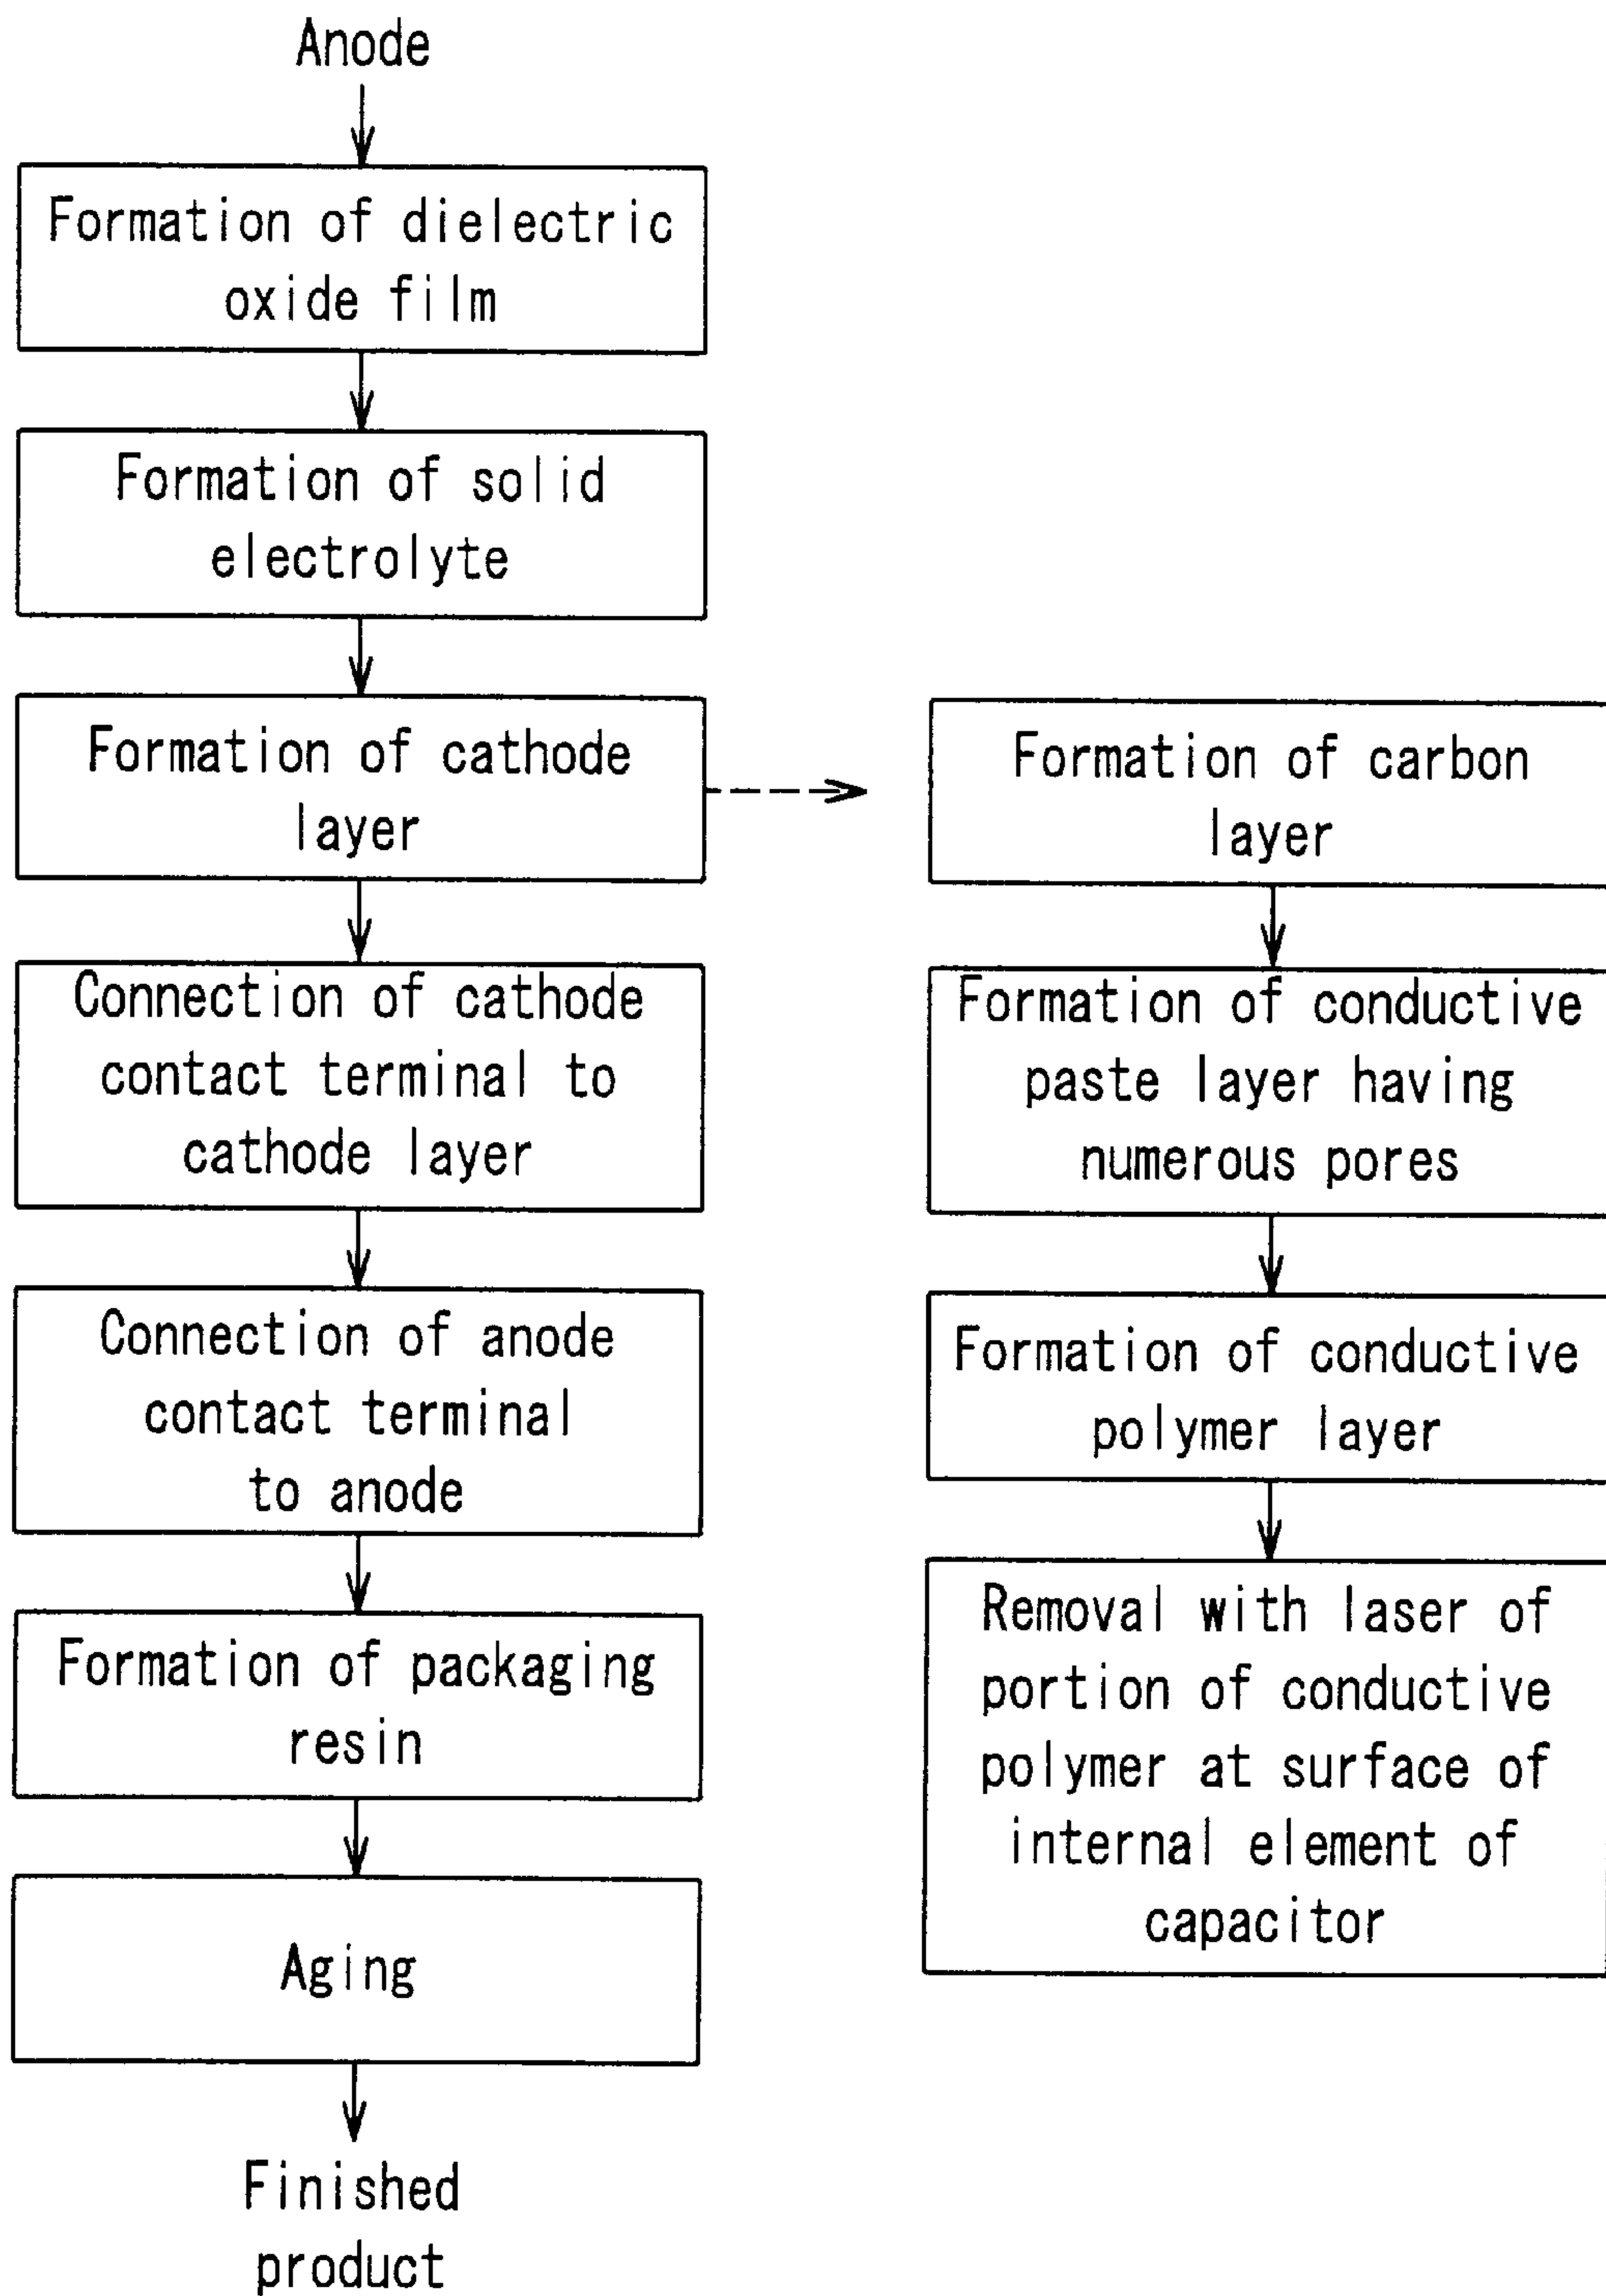 Anode
Formation of dielectric
oxide film
Formation of solid
electrolyte
Formation of cathode
layer
Connection of cathode
contact terminal to
cathode layer
Connection of anode
contact terminal
to anode
Formation of packaging
resin
Aging
Finished
product
Formation of carbon
layer
Formation of conductive
paste layer having
numerous pores
Formation of conductive
polymer layer
Removal with laser of
portion of conductive
polymer at surface of
internal element of
capacitor